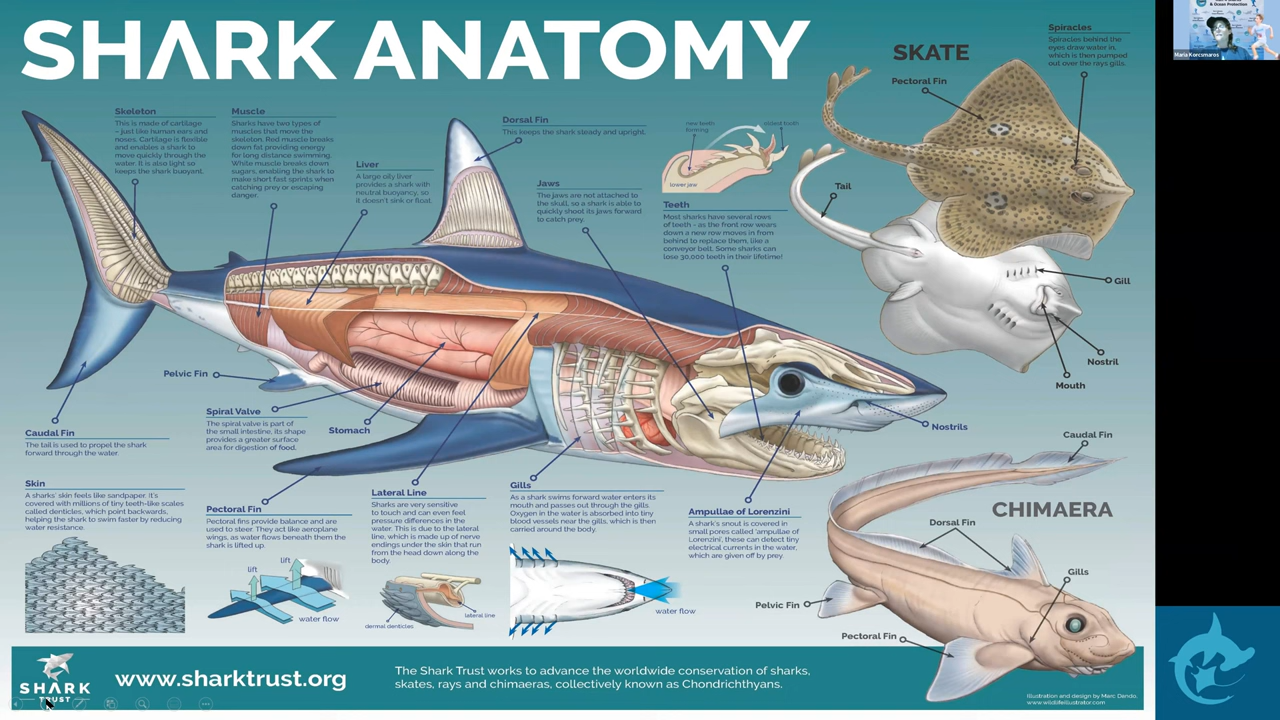 SHARK ANATOMY
Skeleton
This is made of cartilage
– just like human ears and
noses. Cartilage is flexible
and enables a shark to
move quickly through the
water. It is also light so
keeps the shark buoyant.
Muscle
Sharks have two types of
muscles that move the
skeleton. Red muscle breaks
down fat providing energy
for long distance swimming.
White muscle breaks down
sugars, enabling the shark to
make short fast sprints when
catching prey or escaping
danger.
Liver
A large oily liver
provides a shark with
neutral buoyancy, so
it doesn't sink or float.
Dorsal Fin
This keeps the shark steady and upright.
Jaws
The jaws are not attached to
the skull, so a shark is able to
quickly shoot its jaws forward
to catch prey.
new teeth
forming
oldest tooth
lower jaw
Teeth
Most sharks have several rows
of teeth – as the front row wears
down a new row moves in from
behind to replace them, like a
conveyor belt. Some sharks can
lose 30,000 teeth in their lifetime!
SKATE
Pectoral Fin
Spiracles
Spiracles behind the
eyes draw water in,
which is then pumped
out over the rays gills.
Tail
Gill
Nostril
Mouth
Pelvic Fin
Caudal Fin
The tail is used to propel the shark
forward through the water.
Spiral Valve
The spiral valve is part of
the small intestine, its shape
provides a greater surface
area for digestion of food.
Stomach
Nostrils
Skin
A sharks' skin feels like sandpaper. It's
covered with millions of tiny teeth-like scales
called denticles, which point backwards,
helping the shark to swim faster by reducing
water resistance.
Pectoral Fin
Pectoral fins provide balance and are
used to steer. They act like aeroplane
wings, as water flows beneath them the
shark is lifted up.
lift
lift
water flow
Lateral Line
Sharks are very sensitive
to touch and can even feel
pressure differences in the
water. This is due to the lateral
line, which is made up of nerve
endings under the skin that run
from the head down along the
body.
dermal denticles
lateral line
Gills
As a shark swims forward water enters its
mouth and passes out through the gills.
Oxygen in the water is absorbed into tiny
blood vessels near the gills, which is then
carried around the body.
water flow
Ampullae of Lorenzini
A shark's snout is covered in
small pores called 'ampullae of
Lorenzini', these can detect tiny
electrical currents in the water,
which are given off by prey.
Caudal Fin
CHIMAERA
Dorsal Fin
Gills
Pelvic Fin
Pectoral Fin
SHARK
TRUST
www.sharktrust.org
The Shark Trust works to advance the worldwide conservation of sharks,
skates, rays and chimaeras, collectively known as Chondrichthyans.
Illustration and design by Marc Dando.
www.wildlifeillustrator.com
& Ocean Protection
Maria Korcsmaros